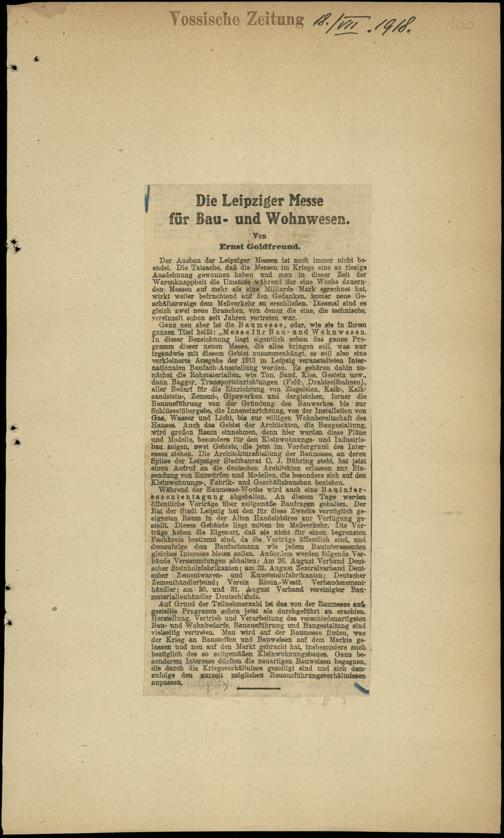 Vossische Zeitung 18./VII.1918.
Die Leipziger Messe
für Bau- und Wohnwesen.
Von
Ernst Goldfreund.
Der Ausbau der Leipziger Messen ist noch immer nicht be-
endet. Die Tatsache, daß die Messen im Kriege eine so riesige
Ausdehnung gewonnen haben und man in dieser Zeit der
Warenknappheit die Umsätze während der eine Woche dauern-
den Messen auf mehr als eine Milliarde Mark gerechnet hat,
wirkt weiter befruchtend auf den Gedanken, immer neue Ge-
schäftszweige dem Meßverkehr zu erschließen. Diesmal sind es
gleich zwei neue Branchen, von denen die eine, die technische,
vereinzelt schon seit Jahren vertreten war.
Ganz neu aber ist die Baumesse, oder, wie sie in ihrem
ganzen Titel heißt: „Messe für Bau- und Wohnwesen.
In dieser Bezeichnung liegt eigentlich schon das ganze Pro-
gramm dieser neuen Messe, die alles bringen soll, was nur
irgendwie mit diesem Gebiet zusammenhängt, es soll also eine
verkleinerte Ausgabe der 1913 in Leipzig veranstalteten Inter-
nationalen Baufach-Ausstellung werden. Es gehören dahin zu-
nächst die Rohmaterialien, wie Ton, Sand, Kies, Gestein usw.,
dann Bagger, Transporteinrichtungen (Feld-, Drahtseilbahnen),
aller Bedarf für die Einrichtung von Ziegeleien, Kalk-, Kalk-
sandstein-, Zement-, Gipswerken und dergleichen, ferner die
Bauausführung von der Gründung des Bauwerkes bis zur
Schlüsselübergabe, die Inneneinrichtung, von der Installation von
Gas, Wasser und Licht, bis zur völligen Wohnbereitschaft des
Hauses. Auch das Gebiet der Architektur, die Baugestaltung,
wird großen Raum einnehmen, denn hier werden diese Pläne
und Modelle, besonders für den Kleinwohnungs- und Industrie-
bau zeigen, zwei Gebiete, die jetzt im Vordergrund des Inter-
esses stehen. Die Architekturabteilung der Baumesse, an deren
Spitze der Leipziger Stadtbaurat C. J. Bühring steht, hat jetzt
einen Aufruf an die deutschen Architekten erlassen zur Ein-
sendung von Entwürfen und Modellen, die besonders sich auf den
Kleinwohnungs-, Fabrik- und Geschäftshausbau beziehen.
Während der Baumesse-Woche wird auch eine Bauinter-
essententagung abgehalten. An diesem Tage werden
öffentliche Vorträge über zeitgemäße Baufragen gehalten. Der
Rat der Stadt Leipzig hat den für diese Zwecke vorzüglich ge-
eigneten Raum in der Alten Handelsbörse zur Verfügung ge-
stellt. Dieses Gebäude liegt mitten im Meßverkehr. Die Vor-
träge haben die Eigenart, daß sie nicht für einen begrenzten
Fachkreis bestimmt sind, da die Vorträge öffentlich sind, und
demzufolge dem Baufachmann wie jedem Bauinteressenten
gleiches Interesse bieten sollen. Außerdem werden folgende Ver-
bände Versammlungen abhalten: Am 26. August Verband Deut-
scher Steinholzfabrikanten; am 27. August Zentralverband Deut-
scher Zementwaren- und Kunststeinfabrikanten; Deutscher
Zementhändlerbund; Verein Rhein.-Westf. Verbandszement-
händler; am 30. und 31. August Verband vereinigter Bau-
materialienhändler Deutschlands.
Auf Grund der Teilnehmerzahl ist das von der Baumesse auf-
gestellte Programm schon jetzt als durchgeführt zu erachten.
Herstellung, Vertrieb und Verarbeitung des verschiedenartigsten
Bau- und Wohnbedarfs, Bauausführung und Baugestaltung sind
vielseitig vertreten. Man wird auf der Baumesse finden, was
der Krieg an Baustoffen und Bauweisen auf dem Markte ge-
lassen und neu auf den Markt gebracht hat, insbesondere auch
bezüglich des so zeitgemäßen Kleinwohnungsbaues. Ganz be-
sonderem Interesse dürften die neuartigen Bauweisen begegnen,
die durch die Kriegsverhältnisse gezeitigt sind und sich dem-
zufolge den zurzeit möglichen Bauausführungsverhältnissen
anpassen.